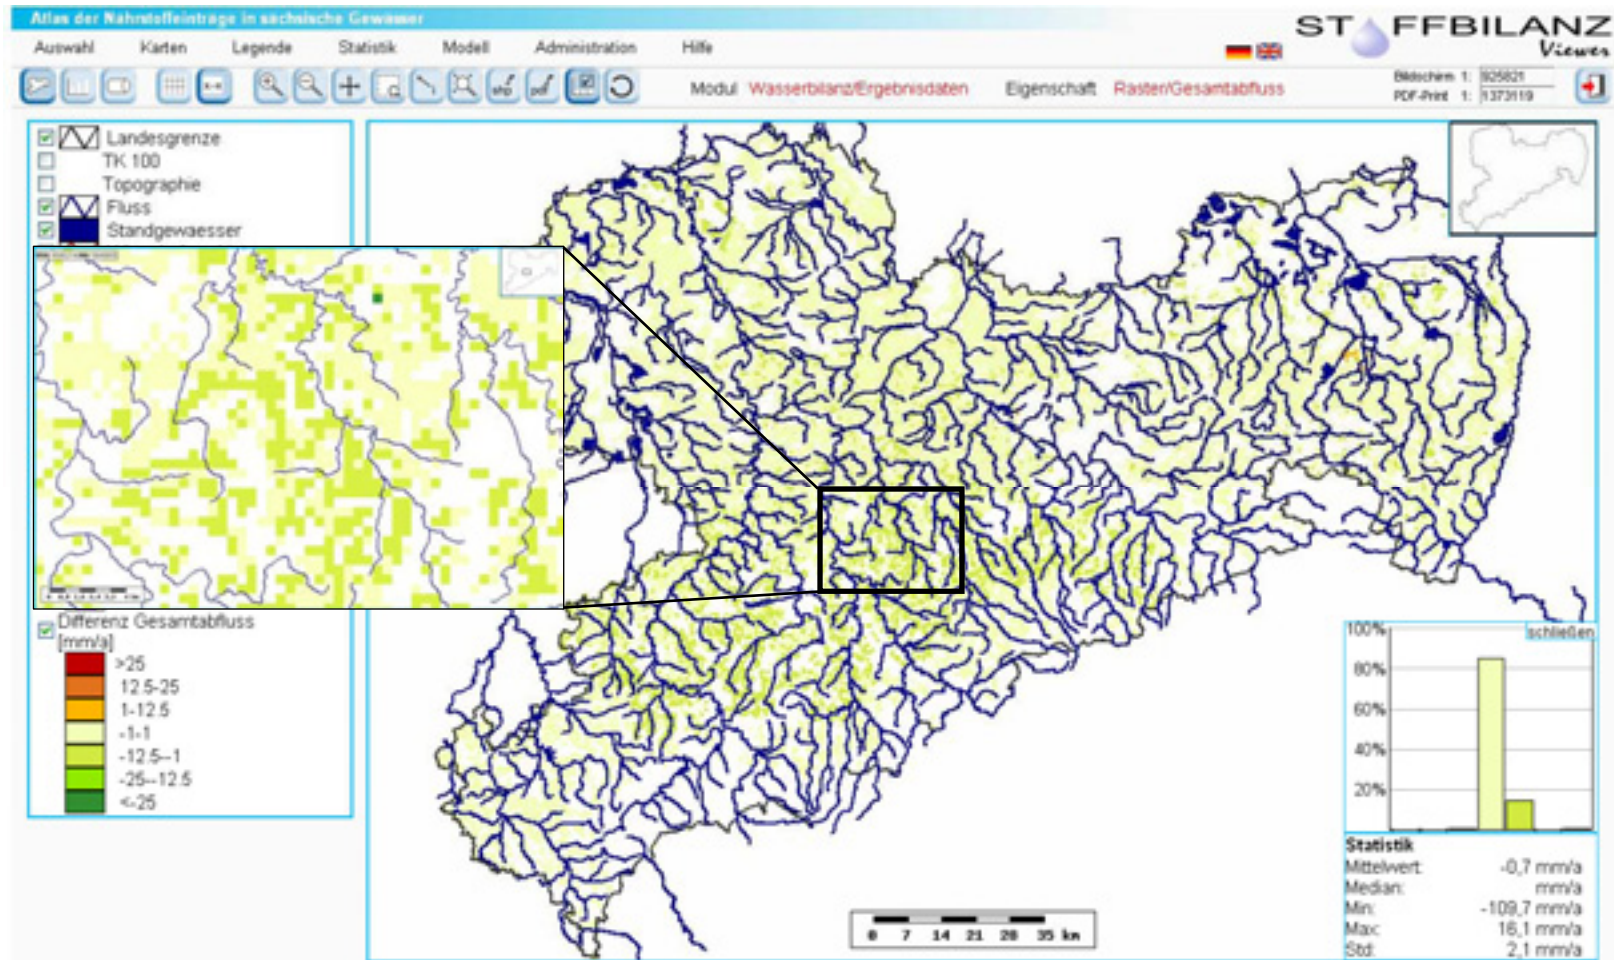 Atlas der Nährstoffeinträge in sächsische Gewässer
STOFFBILANZ
Viewer
Auswahl Karten Legende Statistik Modell Administration Hilfe
shp pdf
Modul Wasserbilanz/Ergebnisdaten Eigenschaft Raster/Gesamtabfluss
Bildschirm 1: 925821
PDF-Print 1: 1373119
Landesgrenze
TK 100
Topographie
Fluss
Standgewaesser
Differenz Gesamtabfluss
[mm/a]
>25
12.5-25
1-12.5
-1-1
-12.5--1
-25--12.5
<-25
0 7 14 21 28 35 km
schließen
100%
80%
60%
40%
20%
Statistik
Mittelwert: -0,7 mm/a
Median: mm/a
Min: -109,7 mm/a
Max: 16,1 mm/a
Std: 2,1 mm/a